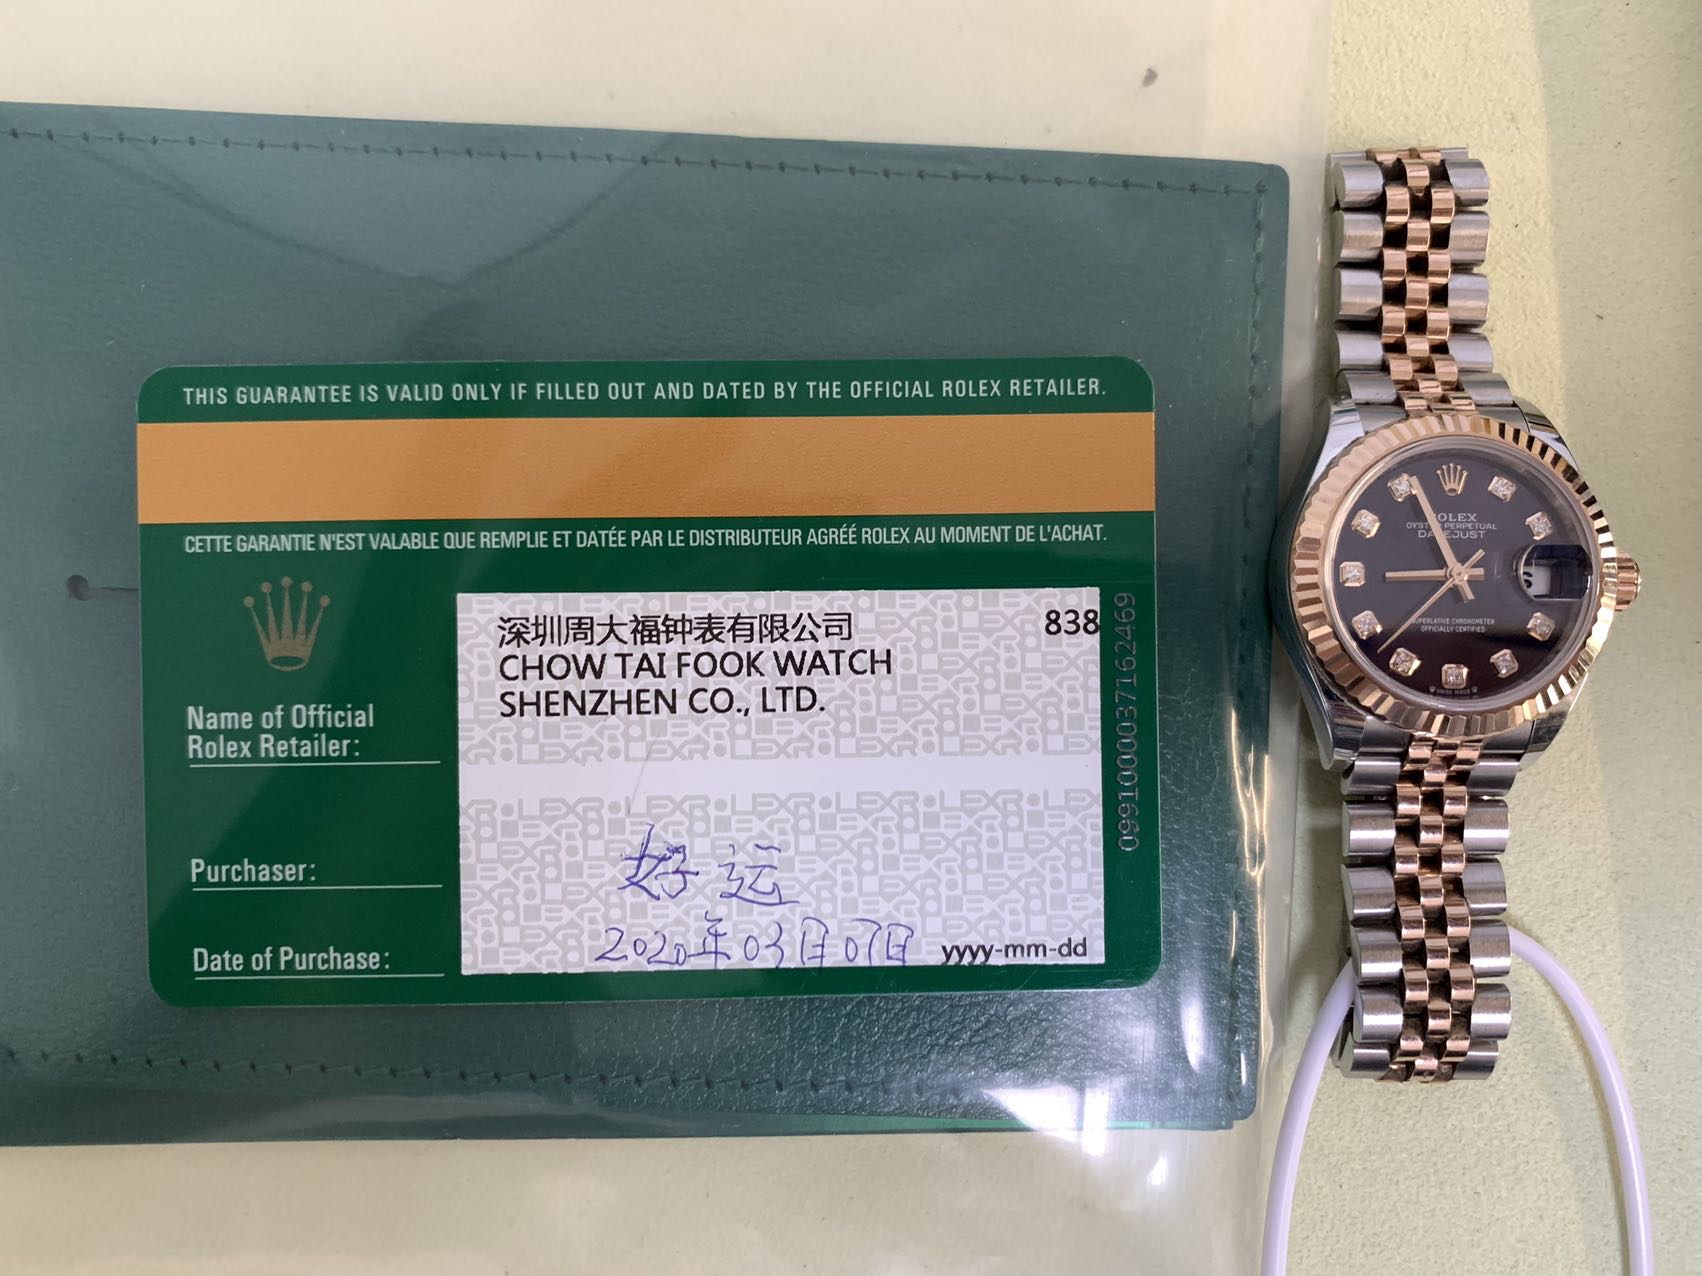 THIS GUARANTEE IS VALID ONLY IF FILLED OUT AND DATED BY THE OFFICIAL ROLEX RETAILER.
CETTE GARANTIE N'EST VALABLE QUE REMPLIE ET DATÉE PAR LE DISTRIBUTEUR AGRÉÉ ROLEX AU MOMENT DE L'ACHAT.
深圳周大福钟表有限公司 838
CHOW TAI FOOK WATCH
SHENZHEN CO., LTD.
Name of Official
Rolex Retailer:
Purchaser: 好运
Date of Purchase: 2020年03月07日 yyyy-mm-dd
0991000037162469
ROLEX
OYSTER PERPETUAL
DATEJUST
SUPERLATIVE CHRONOMETER
OFFICIALLY CERTIFIED
SWISS MADE